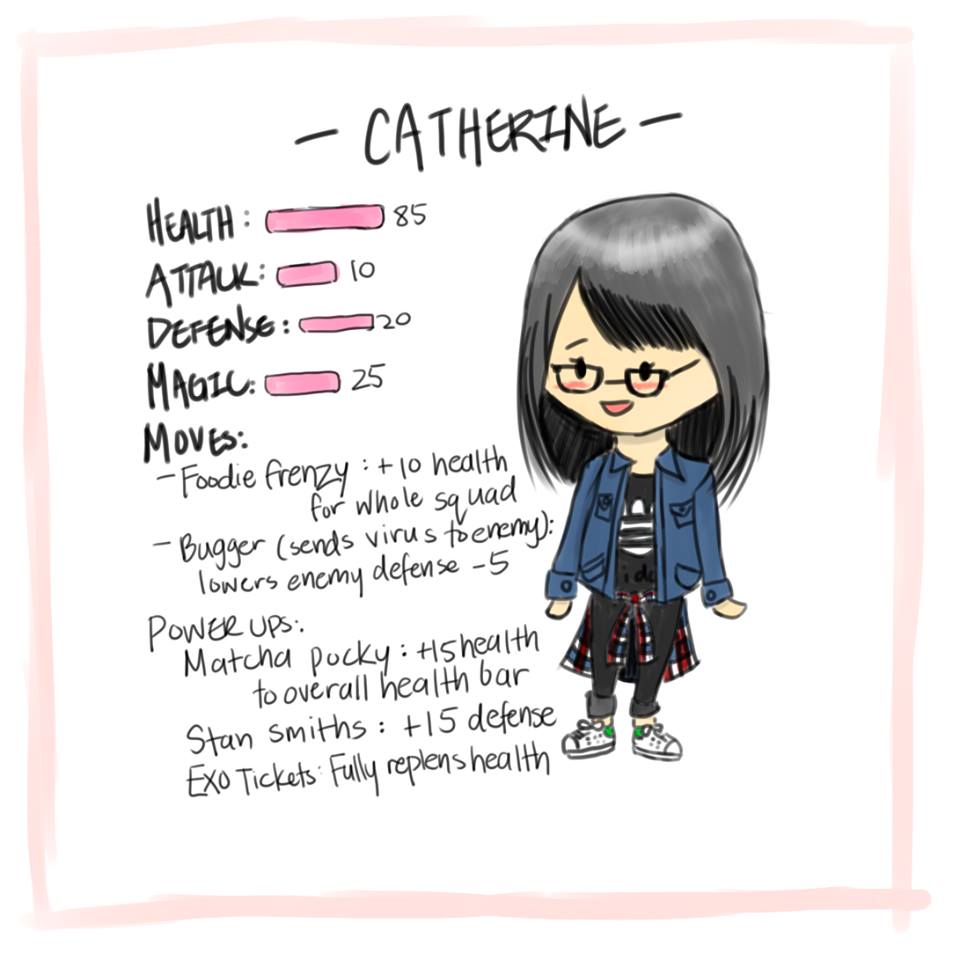 - CATHERINE -
HEALTH: 85
ATTACK: 10
DEFENSE: 20
MAGIC: 25
MOVES:
- Foodie frenzy: +10 health
for whole squad
- Bugger (sends virus to enemy):
lowers enemy defense -5
POWER UPS:
Matcha pocky: +15 health
to overall health bar
Stan smiths: +15 defense
EXO Tickets: Fully replens health